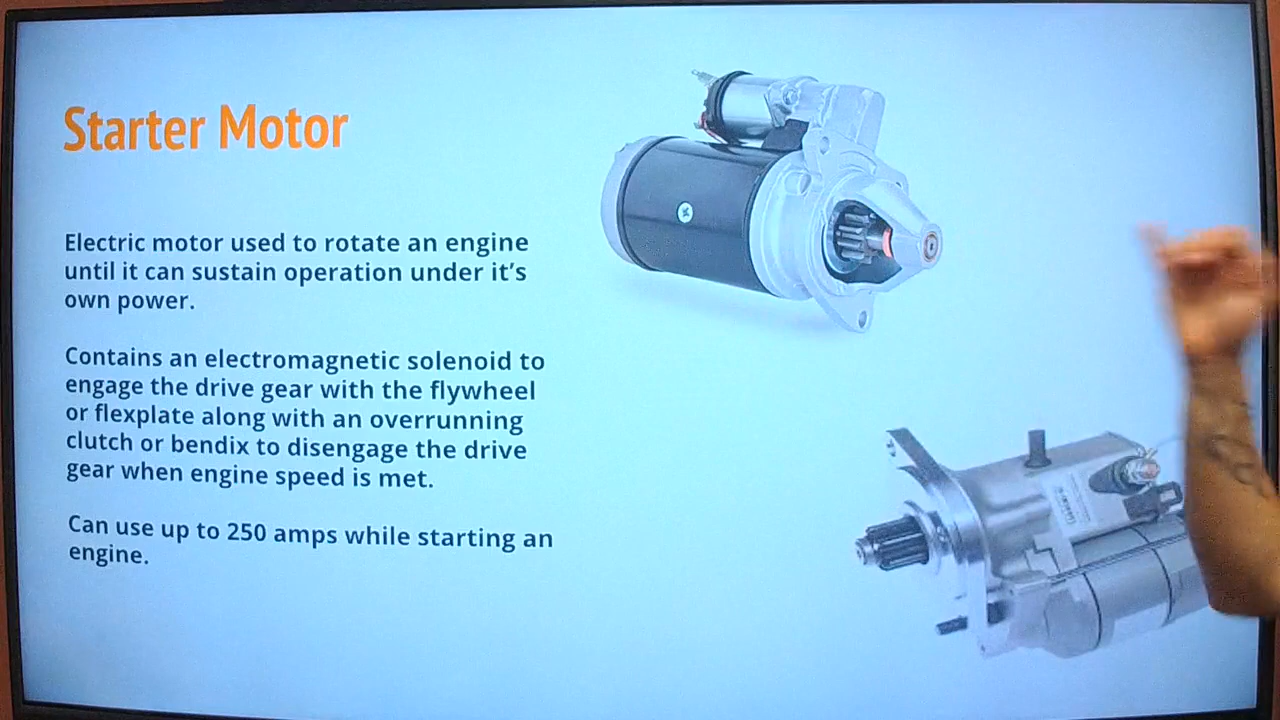 Starter Motor
Electric motor used to rotate an engine
until it can sustain operation under it's
own power.
Contains an electromagnetic solenoid to
engage the drive gear with the flywheel
or flexplate along with an overrunning
clutch or bendix to disengage the drive
gear when engine speed is met.
Can use up to 250 amps while starting an
engine.